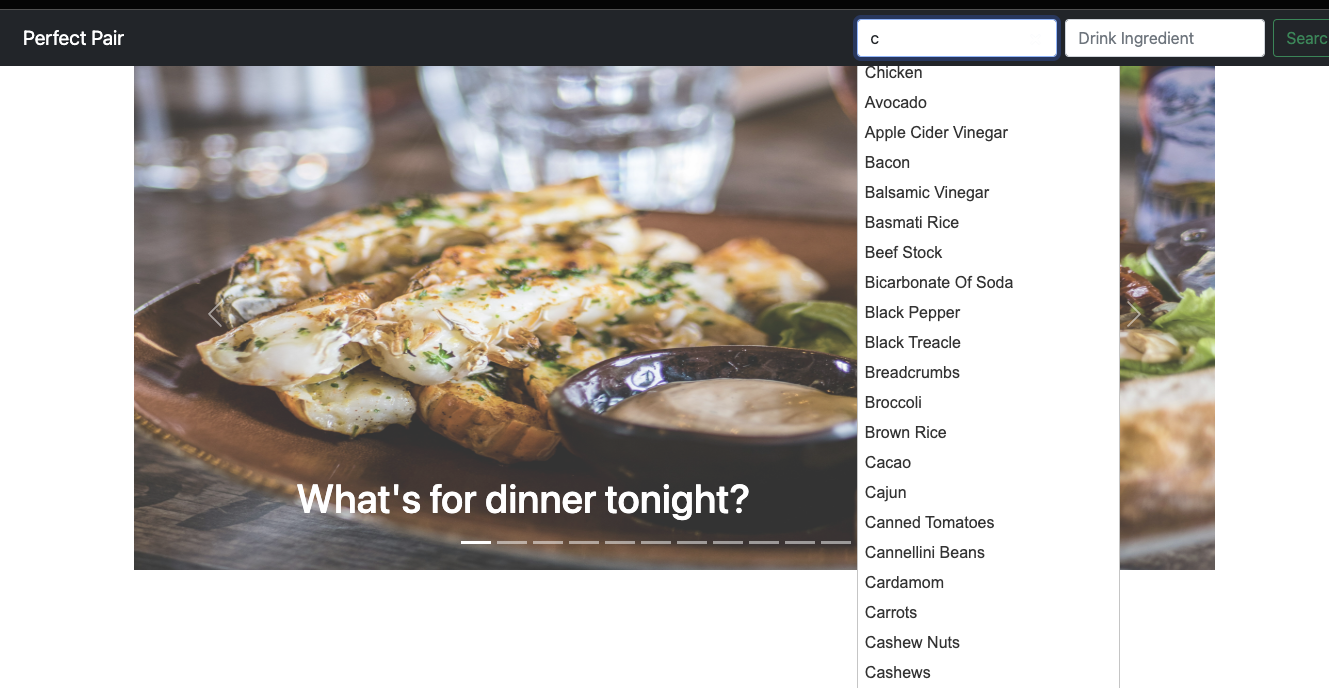 Perfect Pair
c
Drink Ingredient
Searc
Chicken
Avocado
Apple Cider Vinegar
Bacon
Balsamic Vinegar
Basmati Rice
Beef Stock
Bicarbonate Of Soda
Black Pepper
Black Treacle
Breadcrumbs
Broccoli
Brown Rice
Cacao
Cajun
Canned Tomatoes
Cannellini Beans
Cardamom
Carrots
Cashew Nuts
Cashews
What's for dinner tonight?